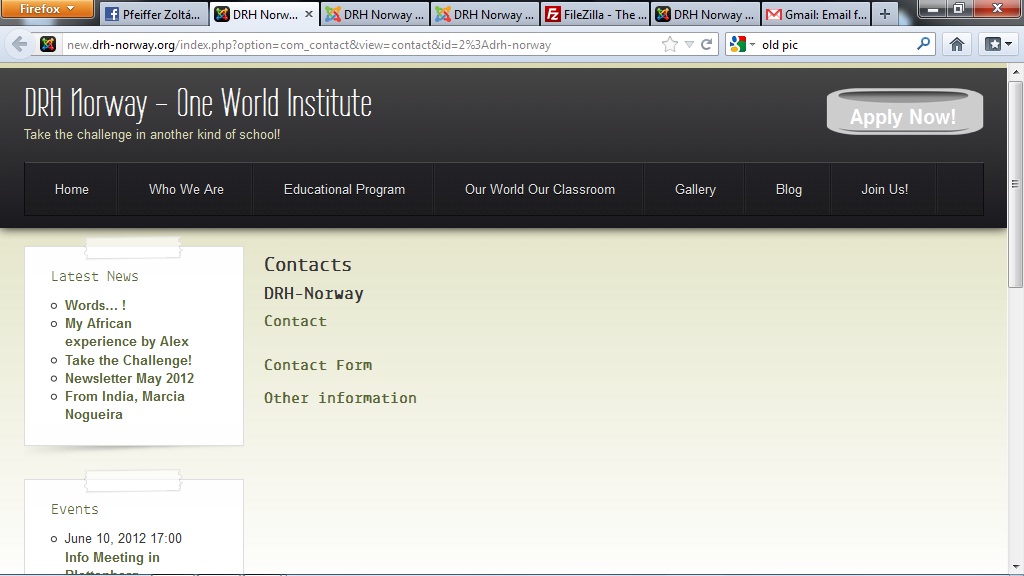 Firefox
Pfeiffer Zoltá...
DRH Norw...
DRH Norway ...
DRH Norway ...
FileZilla - The ...
DRH Norway ...
Gmail: Email f...
new.drh-norway.org/index.php?option=com_contact&view=contact&id=2%3Adrh-norway
old pic
DRH Norway - One World Institute
Take the challenge in another kind of school!
Apply Now!
Home
Who We Are
Educational Program
Our World Our Classroom
Gallery
Blog
Join Us!
Latest News
Words... !
My African
experience by Alex
Take the Challenge!
Newsletter May 2012
From India, Marcia
Nogueira
Contacts
DRH-Norway
Contact
Contact Form
Other information
Events
June 10, 2012 17:00
Info Meeting in